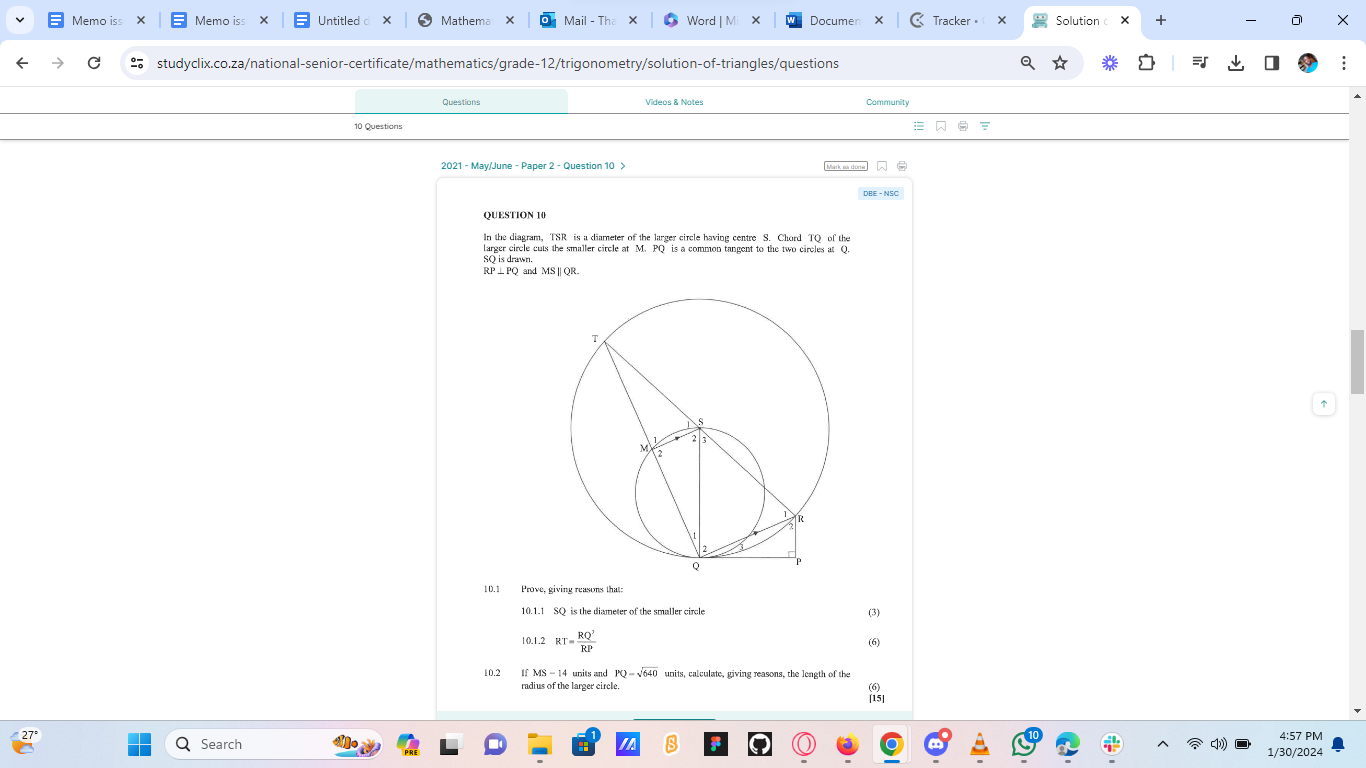 Memo iss
Memo iss
Untitled d
Mathema
Mail - Tha
Word | Mi
Documen
Tracker •
Solution o
studyclix.co.za/national-senior-certificate/mathematics/grade-12/trigonometry/solution-of-triangles/questions
Questions
Videos & Notes
Community
10 Questions
2021 - May/June - Paper 2 - Question 10
Mark as done
DBE - NSC
QUESTION 10
In the diagram, TSR is a diameter of the larger circle having centre S. Chord TQ of the
larger circle cuts the smaller circle at M. PQ is a common tangent to the two circles at Q.
SQ is drawn.
RP ⊥ PQ and MS || QR.
T
1 S
1
2 3
M
2
1
R
2
1
2
3
Q
P
10.1 Prove, giving reasons that:
10.1.1 SQ is the diameter of the smaller circle (3)
10.1.2 RT = RQ²/RP (6)
10.2 If MS = 14 units and PQ = √640 units, calculate, giving reasons, the length of the
radius of the larger circle. (6)
[15]
27°
Search
PRE
1
10
4:57 PM
1/30/2024